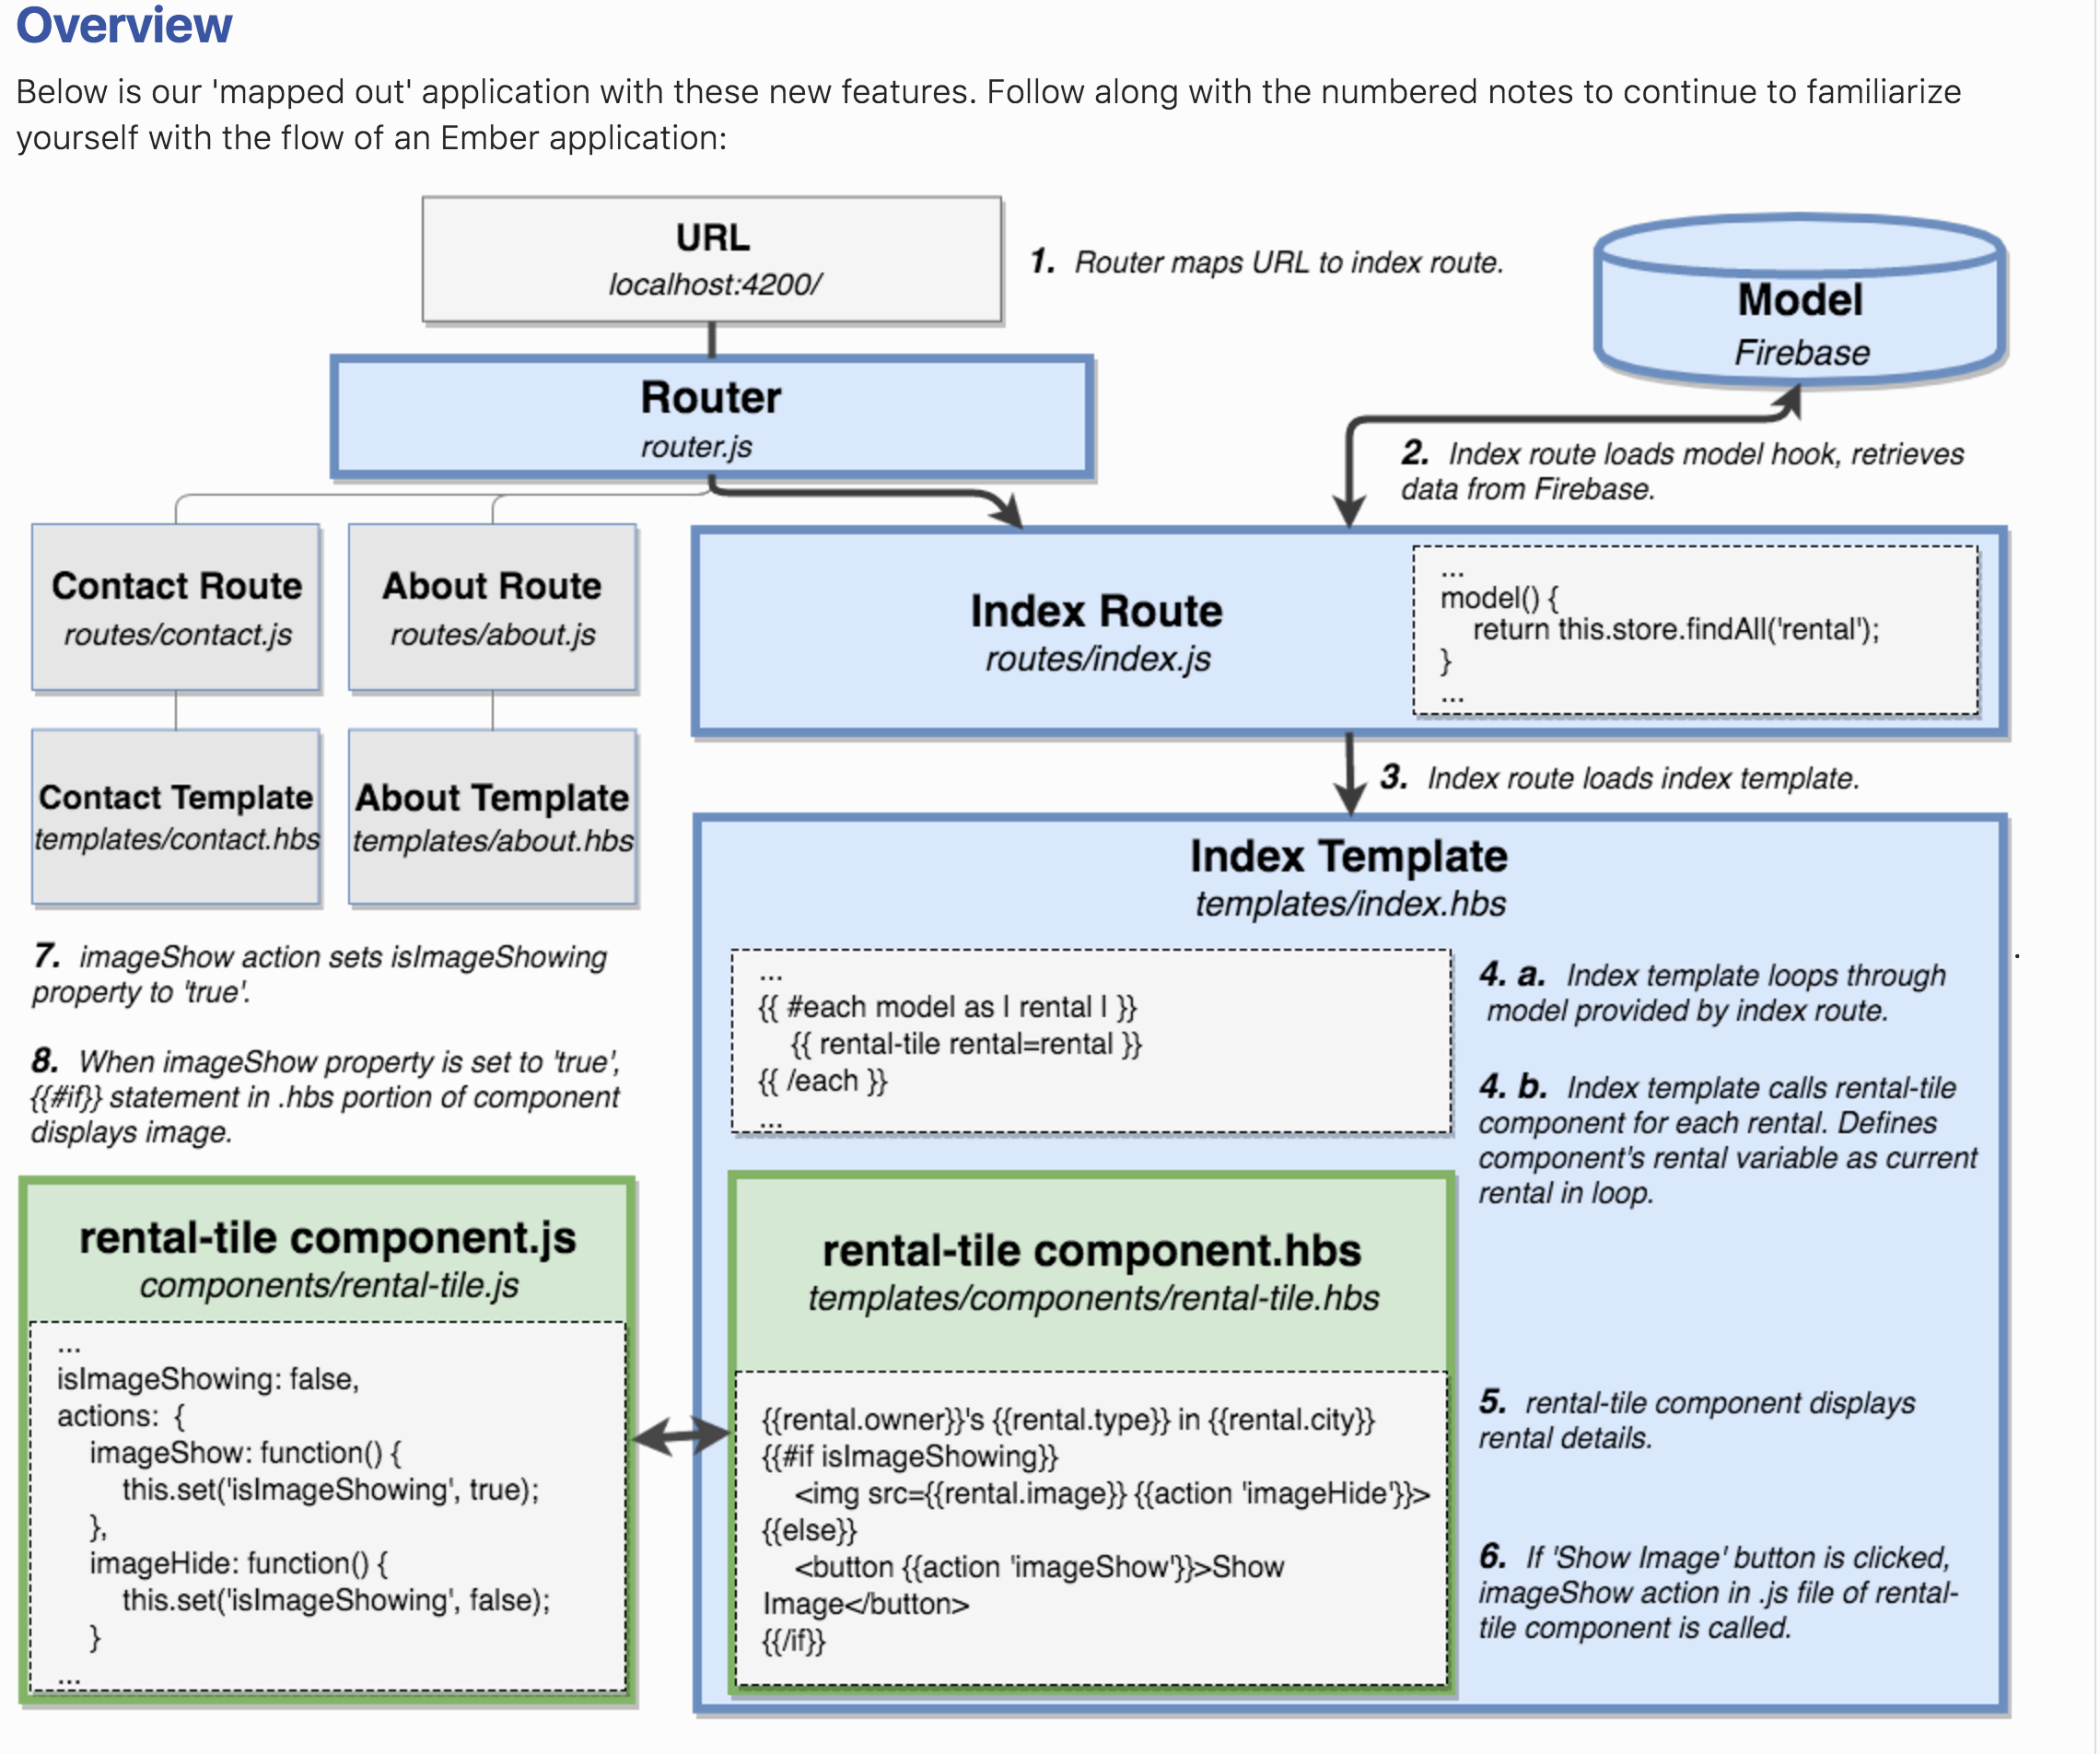 Overview
Below is our 'mapped out' application with these new features. Follow along with the numbered notes to continue to familiarize
yourself with the flow of an Ember application:
URL
localhost:4200/
1. Router maps URL to index route.
Model
Firebase
Router
router.js
2. Index route loads model hook, retrieves
data from Firebase.
Contact Route
routes/contact.js
About Route
routes/about.js
Index Route
routes/index.js
...
model() {
return this.store.findAll('rental');
}
...
3. Index route loads index template.
Contact Template
templates/contact.hbs
About Template
templates/about.hbs
Index Template
templates/index.hbs
...
{{ #each model as l rental l }}
{{ rental-tile rental=rental }}
{{ /each }}
...
4. a. Index template loops through
model provided by index route.
4. b. Index template calls rental-tile
component for each rental. Defines
component's rental variable as current
rental in loop.
7. imageShow action sets isImageShowing
property to 'true'.
8. When imageShow property is set to 'true',
{{#if}} statement in .hbs portion of component
displays image.
rental-tile component.js
components/rental-tile.js
...
isImageShowing: false,
actions: {
imageShow: function() {
this.set('isImageShowing', true);
},
imageHide: function() {
this.set('isImageShowing', false);
}
...
rental-tile component.hbs
templates/components/rental-tile.hbs
{{rental.owner}}'s {{rental.type}} in {{rental.city}}
{{#if isImageShowing}}
<img src={{rental.image}} {{action 'imageHide'}}>
{{else}}
<button {{action 'imageShow'}}>Show
Image</button>
{{/if}}
5. rental-tile component displays
rental details.
6. If 'Show Image' button is clicked,
imageShow action in .js file of rental-
tile component is called.
.